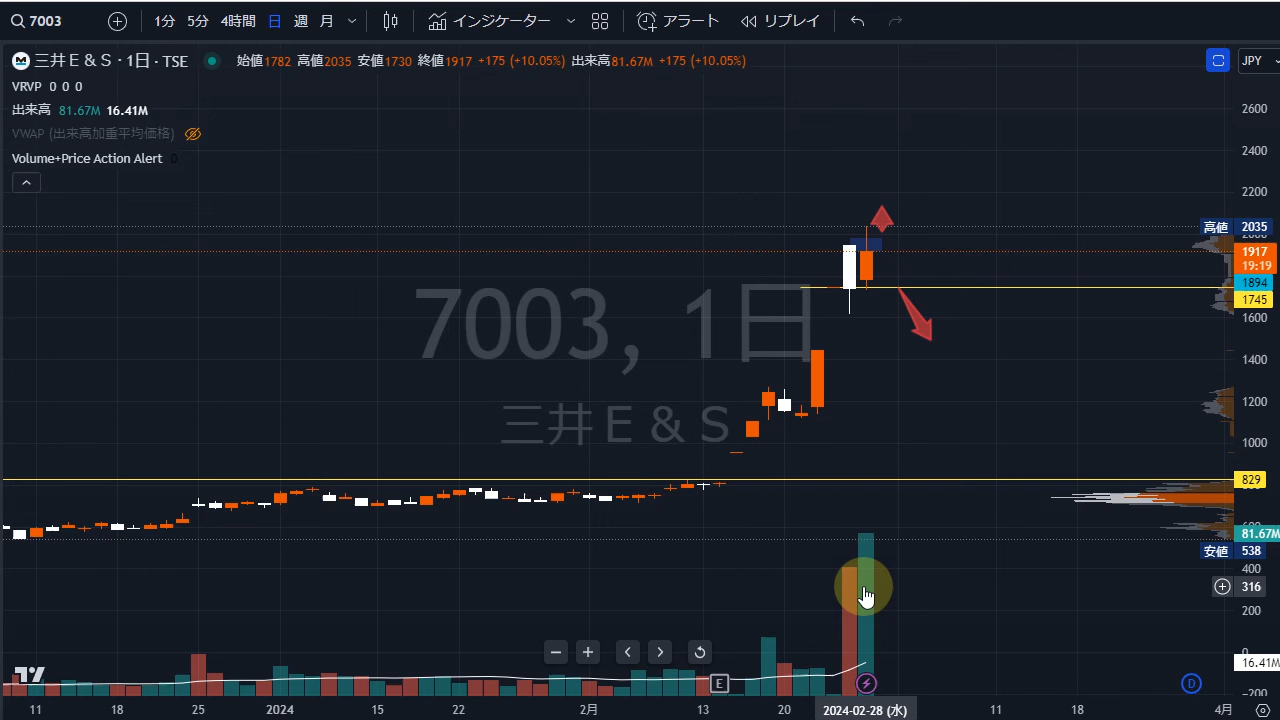 7003 1分 5分 4時間 日 週 月 インジケーター アラート リプレイ
三井E&S · 1日 · TSE 始値1782 高値2035 安値1730 終値1917 +175 (+10.05%) 出来高81.67M +175 (+10.05%) JPY
VRVP 0 0 0
出来高 81.67M 16.41M
VWAP (出来高加重平均価格)
Volume+Price Action Alert 0
7003, 1日
三井E&S
2600
2400
2200
高値 2035
1917
19:19
1894
1745
1600
1400
1200
1000
829
81.67M
安値 538
400
316
200
0
16.41M
−200
E
D
11 18 25 2024 15 22 2月 13 20 2024-02-28 (水) 11 18 4月